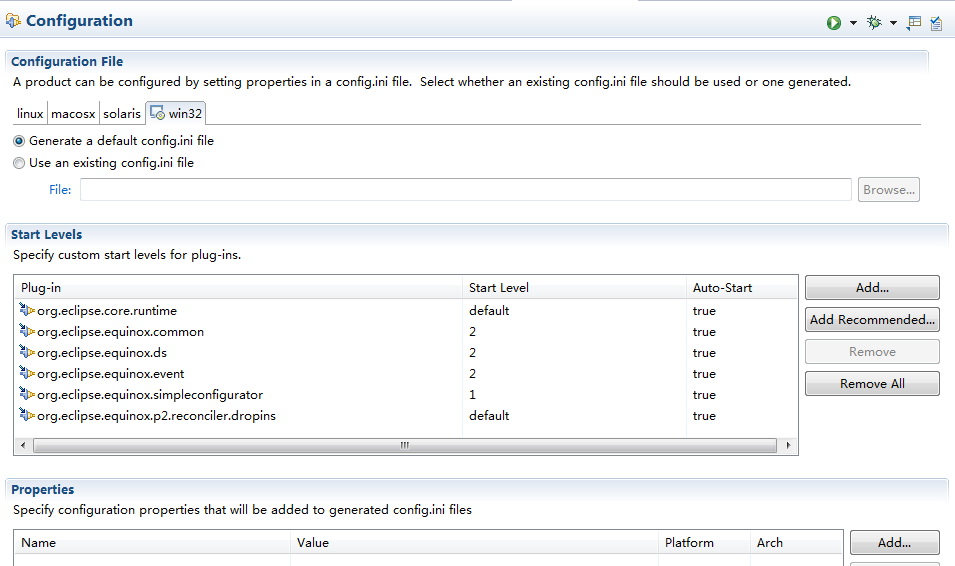 Configuration
Configuration File
A product can be configured by setting properties in a config.ini file.  Select whether an existing config.ini file should be used or one generated.
linux macosx solaris win32
Generate a default config.ini file
Use an existing config.ini file
File: Browse...
Start Levels
Specify custom start levels for plug-ins.
Plug-in Start Level Auto-Start Add...
org.eclipse.core.runtime default true
Add Recommended...
org.eclipse.equinox.common 2 true
org.eclipse.equinox.ds 2 true Remove
org.eclipse.equinox.event 2 true
Remove All
org.eclipse.equinox.simpleconfigurator 1 true
org.eclipse.equinox.p2.reconciler.dropins default true
Properties
Specify configuration properties that will be added to generated config.ini files
Name Value Platform Arch Add...